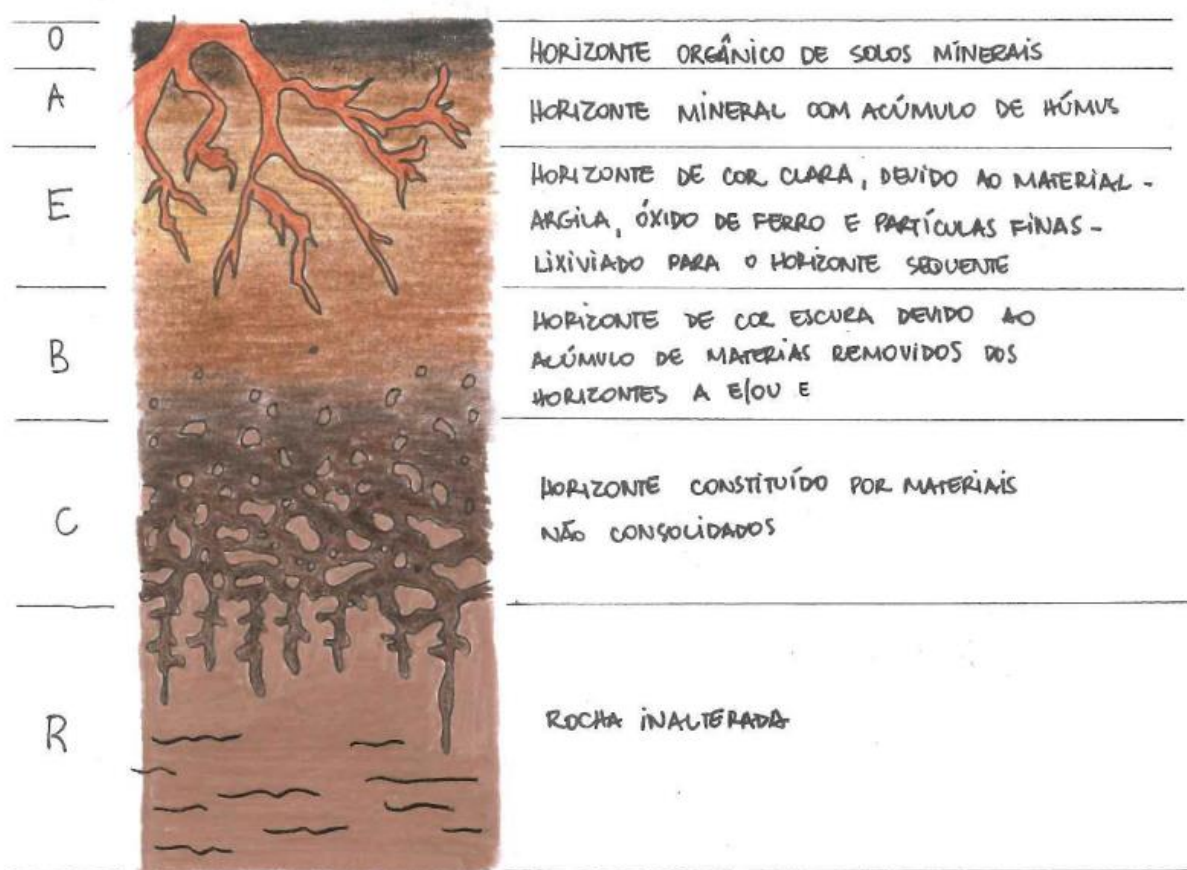 O
HORIZONTE ORGÂNICO DE SOLOS MINERAIS
A
HORIZONTE MINERAL COM ACÚMULO DE HÚMUS
E
HORIZONTE DE COR CLARA, DEVIDO AO MATERIAL -
ARGILA, ÓXIDO DE FERRO E PARTÍCULAS FINAS -
LIXIVIADO PARA O HORIZONTE SEQUENTE
B
HORIZONTE DE COR ESCURA DEVIDO AO
ACÚMULO DE MATERIAS REMOVIDOS DOS
HORIZONTES A E/OU E
C
HORIZONTE CONSTITUÍDO POR MATERIAIS
NÃO CONSOLIDADOS
R
ROCHA INALTERADA